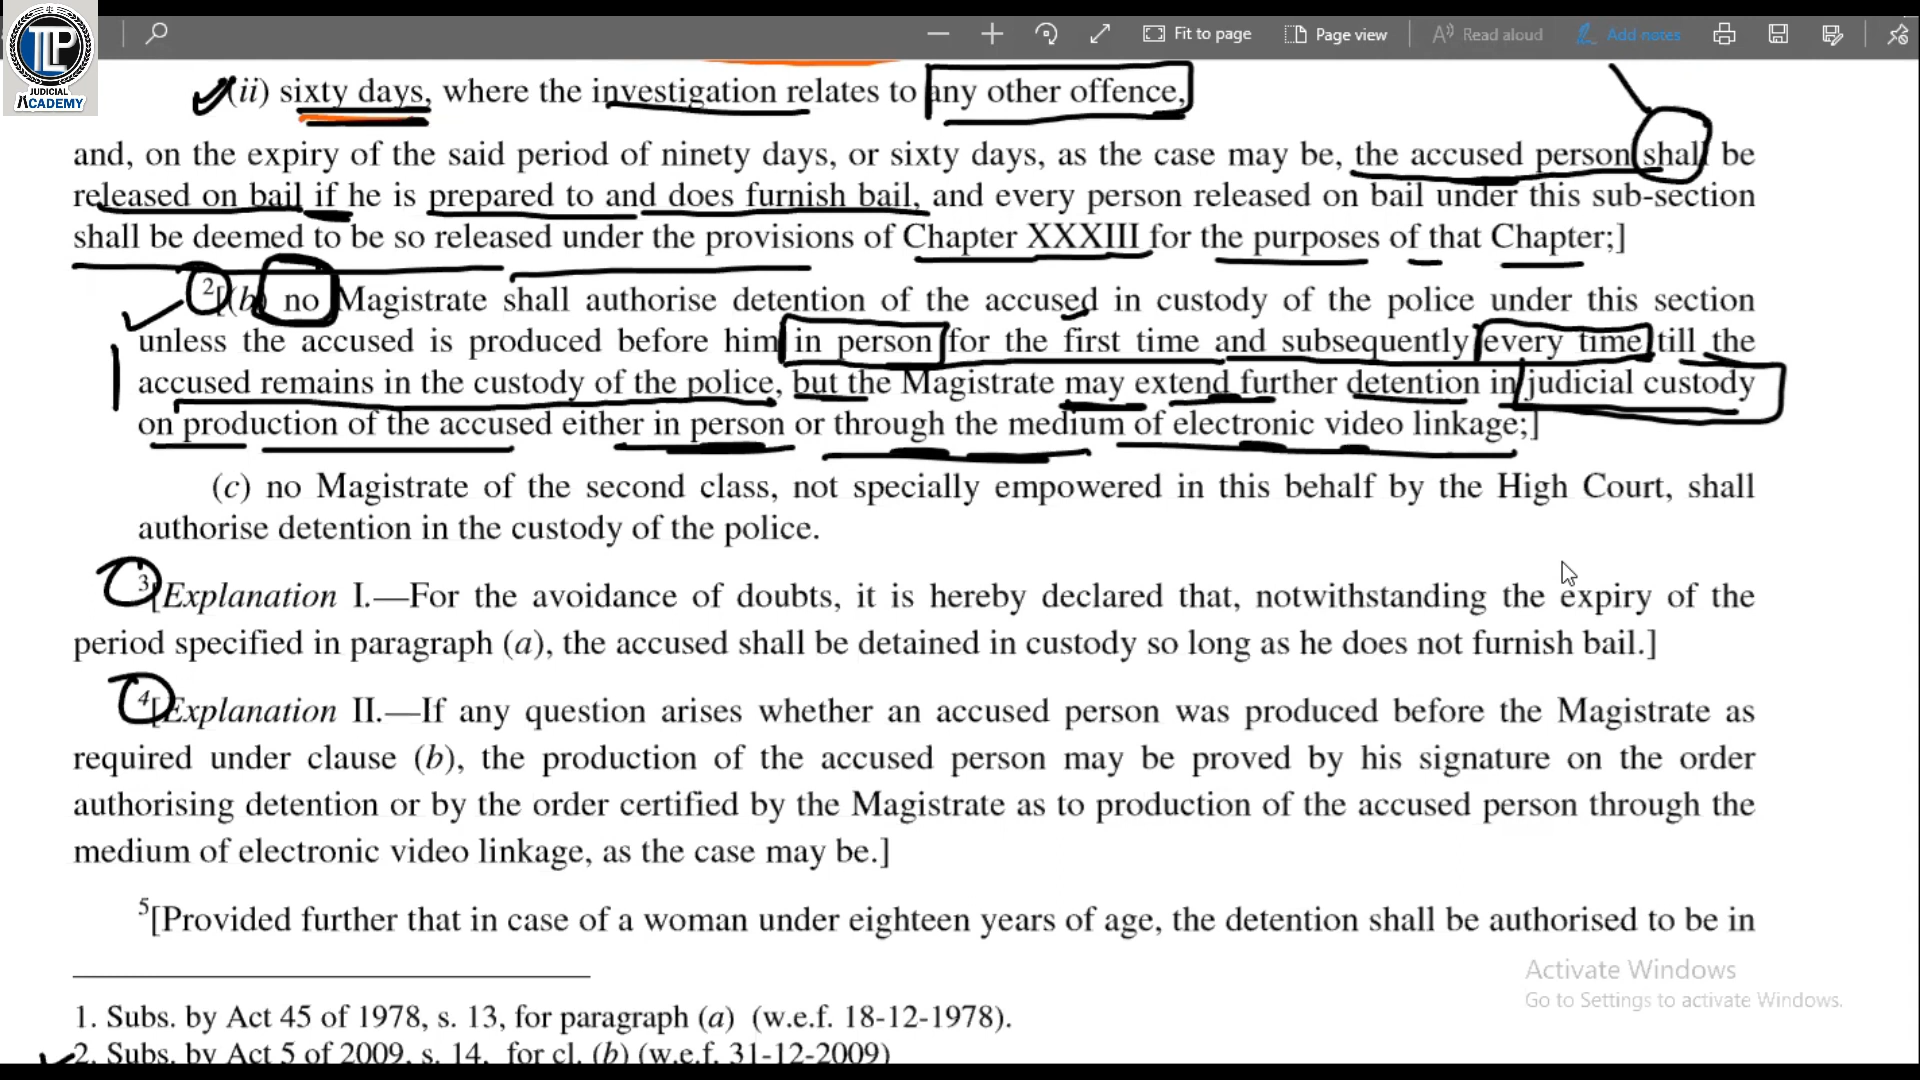 TLP
JUDICIAL
ACADEMY
Fit to page
Page view
Read aloud
Add notes
(ii) sixty days, where the investigation relates to any other offence,
and, on the expiry of the said period of ninety days, or sixty days, as the case may be, the accused person shall be
released on bail if he is prepared to and does furnish bail, and every person released on bail under this sub-section
shall be deemed to be so released under the provisions of Chapter XXXIII for the purposes of that Chapter;]
2[(b) no Magistrate shall authorise detention of the accused in custody of the police under this section
unless the accused is produced before him in person for the first time and subsequently every time till the
accused remains in the custody of the police, but the Magistrate may extend further detention in judicial custody
on production of the accused either in person or through the medium of electronic video linkage;]
(c) no Magistrate of the second class, not specially empowered in this behalf by the High Court, shall
authorise detention in the custody of the police.
3[Explanation I.—For the avoidance of doubts, it is hereby declared that, notwithstanding the expiry of the
period specified in paragraph (a), the accused shall be detained in custody so long as he does not furnish bail.]
4[Explanation II.—If any question arises whether an accused person was produced before the Magistrate as
required under clause (b), the production of the accused person may be proved by his signature on the order
authorising detention or by the order certified by the Magistrate as to production of the accused person through the
medium of electronic video linkage, as the case may be.]
5[Provided further that in case of a woman under eighteen years of age, the detention shall be authorised to be in
Activate Windows
Go to Settings to activate Windows.
1. Subs. by Act 45 of 1978, s. 13, for paragraph (a) (w.e.f. 18-12-1978).
2. Subs. by Act 5 of 2009, s. 14, for cl. (b) (w.e.f. 31-12-2009)